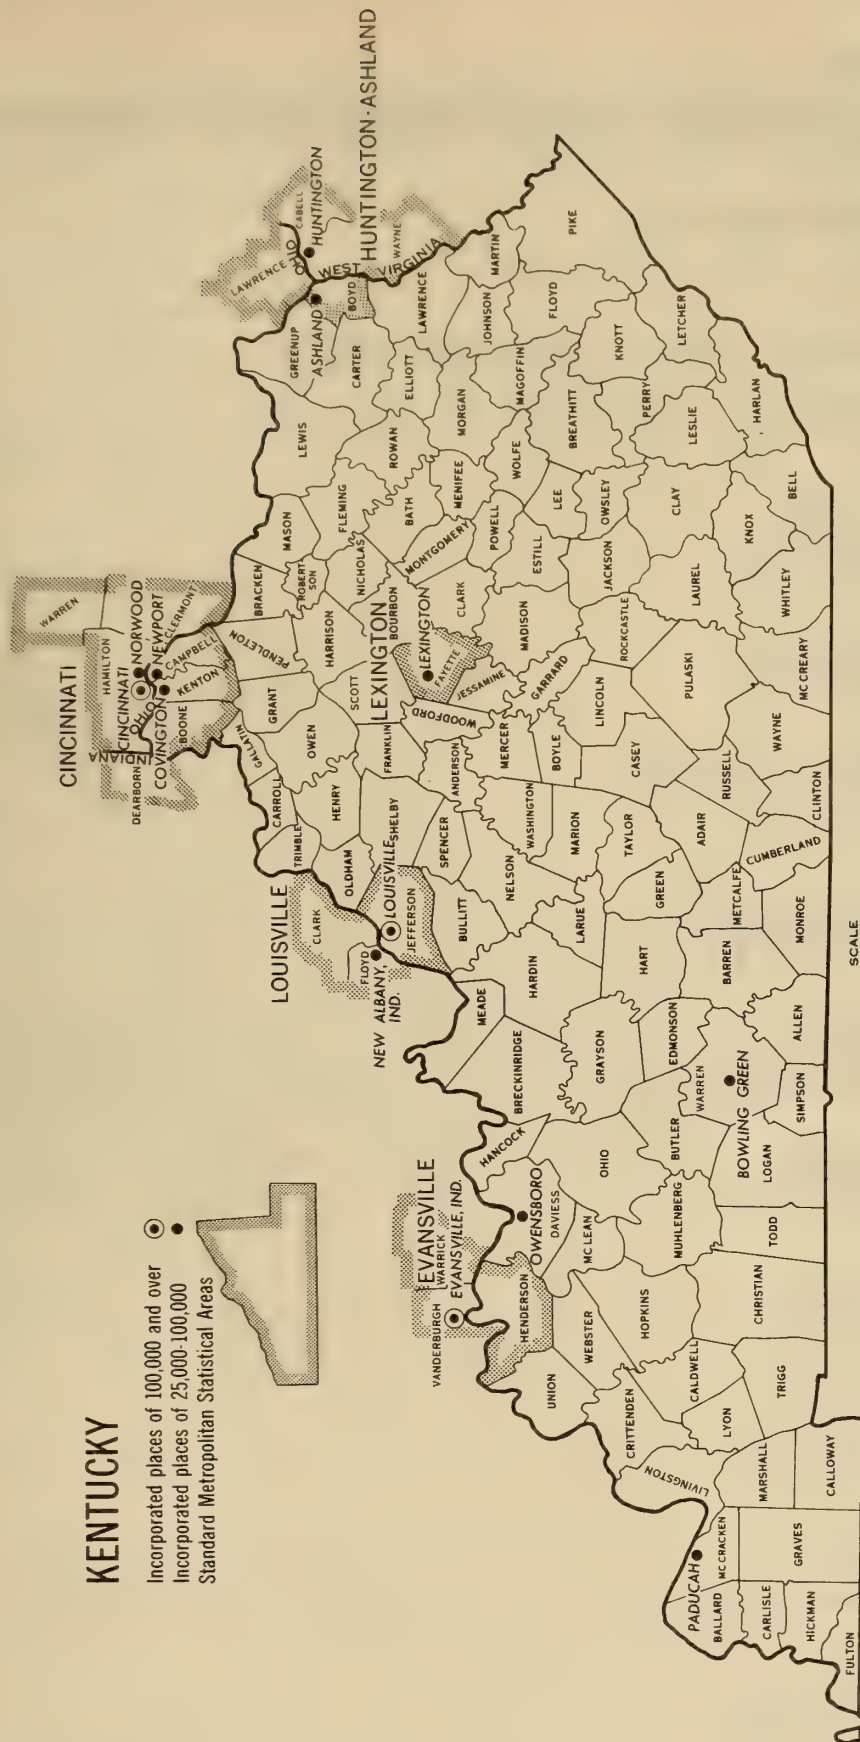 KENTUCKY
Incorporated places of 100,000 and over
Incorporated places of 25,000-100,000
Standard Metropolitan Statistical Areas
CINCINNATI
WARREN
HAMILTON
CINCINNATI
NORWOOD
OHIO
NEWPORT
CLERMONT
INDIANA
DEARBORN
COVINGTON
BOONE
KENTON
CAMPBELL
HUNTINGTON-ASHLAND
LAWRENCE
OHIO
CABELL
HUNTINGTON
WEST VIRGINIA
WAYNE
ASHLAND
BOYD
GREENUP
CARTER
LAWRENCE
LEWIS
ELLIOTT
ROWAN
MASON
FLEMING
BRACKEN
ROBERT
SON
NICHOLAS
BATH
MENIFEE
MORGAN
JOHNSON
MARTIN
PIKE
FLOYD
MAGOFFIN
KNOTT
LETCHER
WOLFE
BREATHITT
PERRY
LESLIE
HARLAN
MONTGOMERY
POWELL
LEE
OWSLEY
CLAY
BELL
ESTILL
JACKSON
KNOX
LAUREL
WHITLEY
PENDLETON
HARRISON
GRANT
GALLATIN
OWEN
SCOTT
LEXINGTON
BOURBON
LEXINGTON
FAYETTE
CLARK
MADISON
ROCKCASTLE
JESSAMINE
GARRARD
WOODFORD
FRANKLIN
ANDERSON
MERCER
BOYLE
LINCOLN
PULASKI
MC CREARY
CASEY
WAYNE
RUSSELL
CLINTON
CARROLL
TRIMBLE
HENRY
OLDHAM
SHELBY
SPENCER
WASHINGTON
MARION
TAYLOR
ADAIR
CUMBERLAND
LOUISVILLE
CLARK
FLOYD
LOUISVILLE
JEFFERSON
NEW ALBANY,
IND.
BULLITT
NELSON
LARUE
GREEN
METCALFE
MONROE
MEADE
HARDIN
HART
BARREN
BRECKINRIDGE
GRAYSON
EDMONSON
ALLEN
WARREN
BOWLING GREEN
SIMPSON
HANCOCK
OHIO
BUTLER
LOGAN
EVANSVILLE
WARRICK
EVANSVILLE, IND.
VANDERBURGH
OWENSBORO
DAVIESS
MC LEAN
MUHLENBERG
TODD
HENDERSON
WEBSTER
HOPKINS
CHRISTIAN
UNION
CRITTENDEN
CALDWELL
LYON
TRIGG
LIVINGSTON
MARSHALL
CALLOWAY
PADUCAH
MC CRACKEN
GRAVES
BALLARD
CARLISLE
HICKMAN
FULTON
SCALE